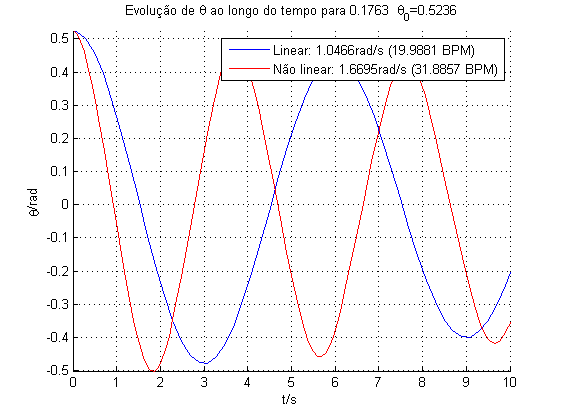 Evolução de θ ao longo do tempo para 0.1763 θ0=0.5236
Linear: 1.0466rad/s (19.9881 BPM)
Não linear: 1.6695rad/s (31.8857 BPM)
0.5
0.4
0.3
0.2
0.1
0
-0.1
-0.2
-0.3
-0.4
-0.5
θ/rad
0 1 2 3 4 5 6 7 8 9 10
t/s